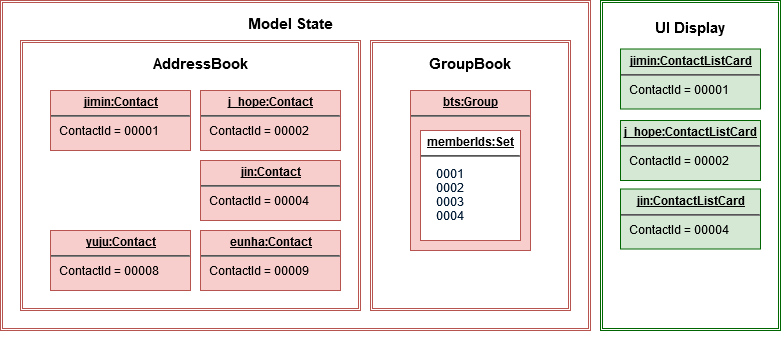 Model State
AddressBook
jimin:Contact
ContactId = 00001
j_hope:Contact
ContactId = 00002
jin:Contact
ContactId = 00004
yuju:Contact
ContactId = 00008
eunha:Contact
ContactId = 00009
GroupBook
bts:Group
memberIds:Set
0001
0002
0003
0004
UI Display
jimin:ContactListCard
ContactId = 00001
j_hope:ContactListCard
ContactId = 00002
jin:ContactListCard
ContactId = 00004